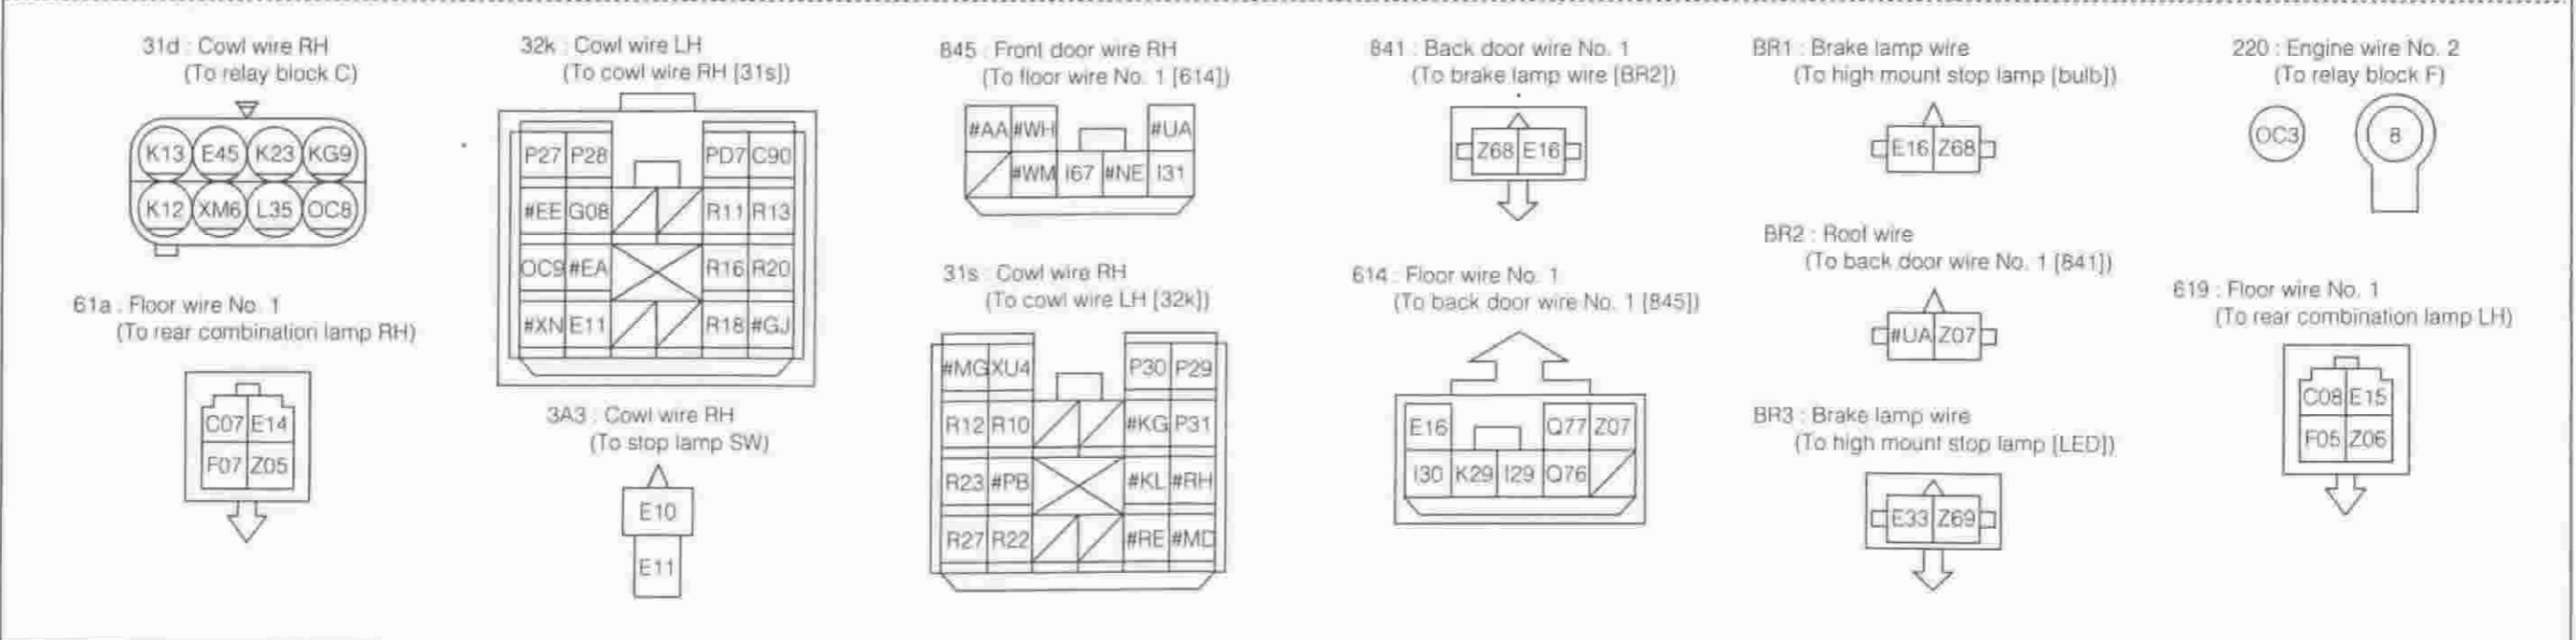 31d : Cowl wire RH
(To relay block C)
K13 E45 K23 KG9
K12 XM6 L35 OC8
61a : Floor wire No. 1
(To rear combination lamp RH)
C07 E14
F07 Z05
32k : Cowl wire LH
(To cowl wire RH [31s])
P27 P28 PD7 C90
#EE G08 R11 R13
OC9 #EA R16 R20
#XN E11 R18 #GJ
3A3 : Cowl wire RH
(To stop lamp SW)
E10
E11
845 : Front door wire RH
(To floor wire No. 1 [614])
#AA #WH #UA
#WM I67 #NE I31
31s : Cowl wire RH
(To cowl wire LH [32k])
#MG XU4 P30 P29
R12 R10 #KG P31
R23 #PB #KL #RH
R27 R22 #RE #MD
841 : Back door wire No. 1
(To brake lamp wire [BR2])
Z68 E16
614 : Floor wire No. 1
(To back door wire No. 1 [845])
E16 Q77 Z07
I30 K29 I29 Q76
BR1 : Brake lamp wire
(To high mount stop lamp [bulb])
E16 Z68
BR2 : Roof wire
(To back door wire No. 1 [841])
#UA Z07
BR3 : Brake lamp wire
(To high mount stop lamp [LED])
E33 Z69
220 : Engine wire No. 2
(To relay block F)
OC3 8
619 : Floor wire No. 1
(To rear combination lamp LH)
C08 E15
F05 Z06